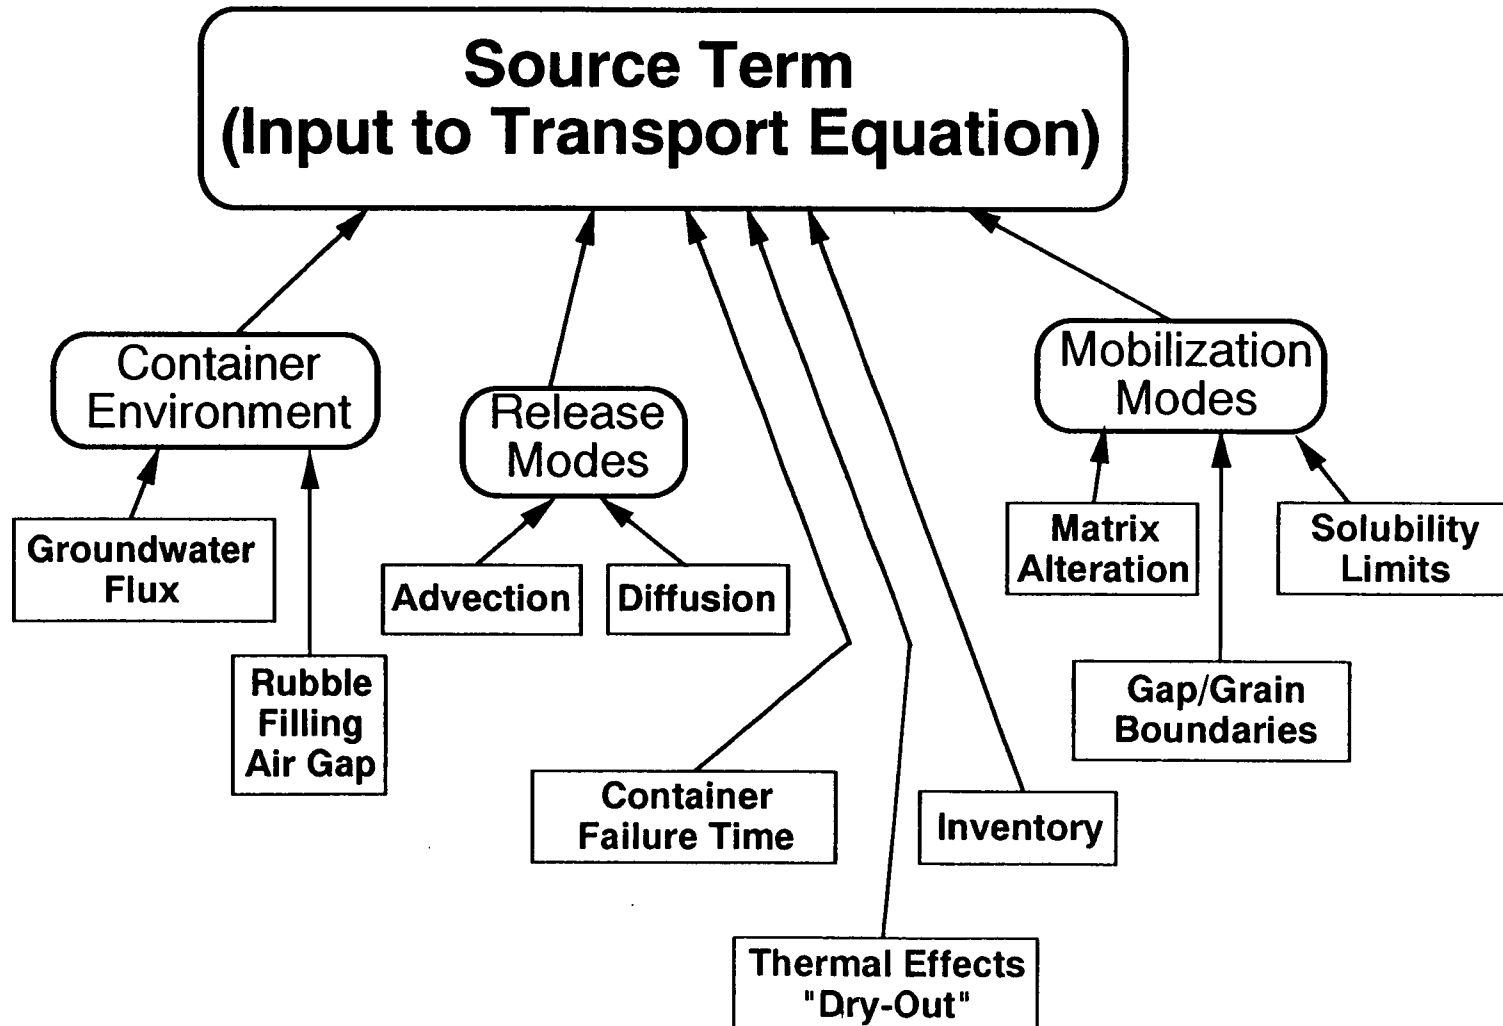 Source Term
(Input to Transport Equation)
Container
Environment
Release
Modes
Mobilization
Modes
Groundwater
Flux
Rubble
Filling
Air Gap
Advection
Diffusion
Matrix
Alteration
Solubility
Limits
Gap/Grain
Boundaries
Container
Failure Time
Inventory
Thermal Effects
"Dry-Out"